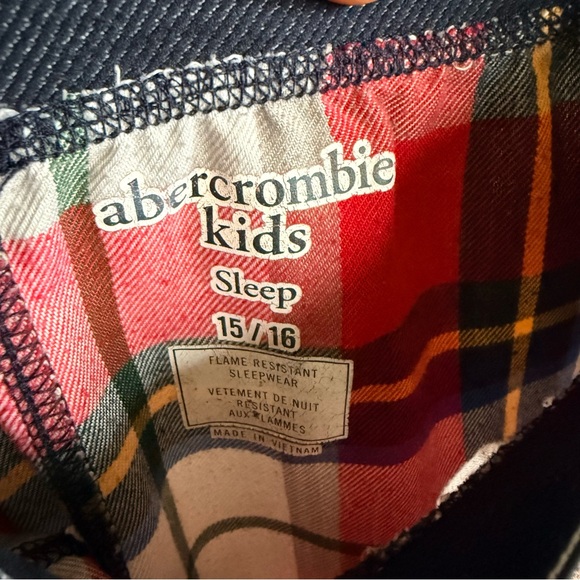 abercrombie
kids
Sleep
15/16
FLAME RESISTANT
SLEEPWEAR
VETEMENT DE NUIT
RESISTANT
AUX FLAMMES
MADE IN VIETNAM